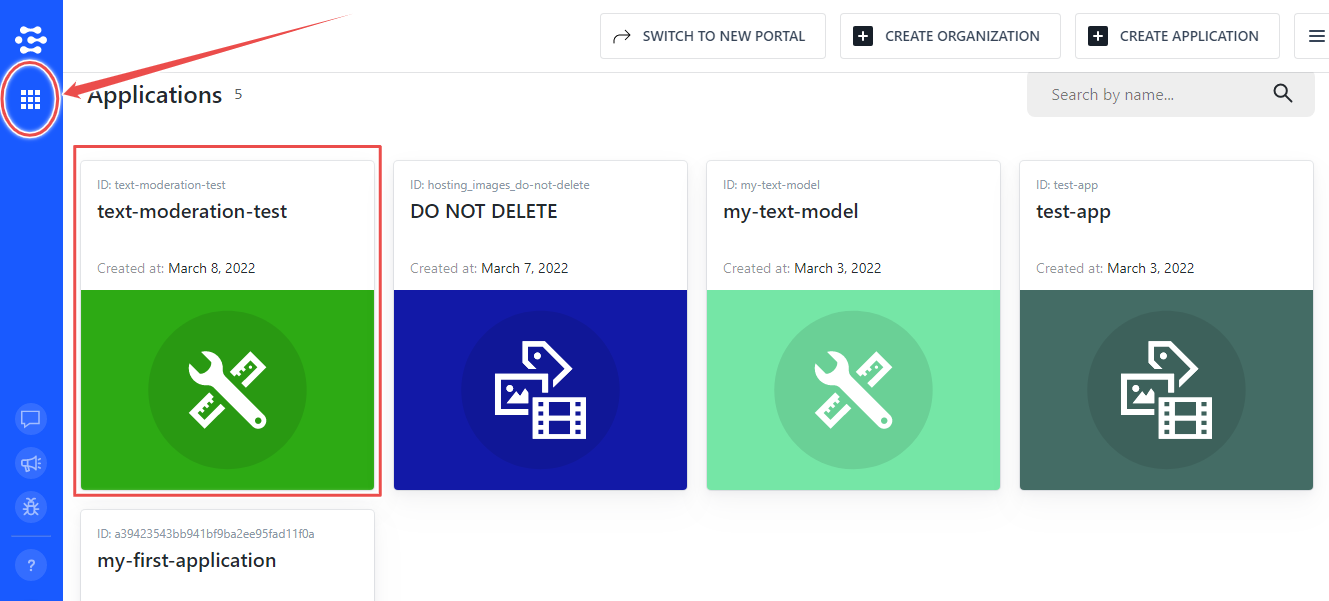 SWITCH TO NEW PORTAL
CREATE ORGANIZATION
CREATE APPLICATION
Applications 5
Search by name...
ID: text-moderation-test
text-moderation-test
Created at: March 8, 2022
ID: hosting_images_do-not-delete
DO NOT DELETE
Created at: March 7, 2022
ID: my-text-model
my-text-model
Created at: March 3, 2022
ID: test-app
test-app
Created at: March 3, 2022
ID: a39423543bb941bf9ba2ee95fad11f0a
my-first-application
?